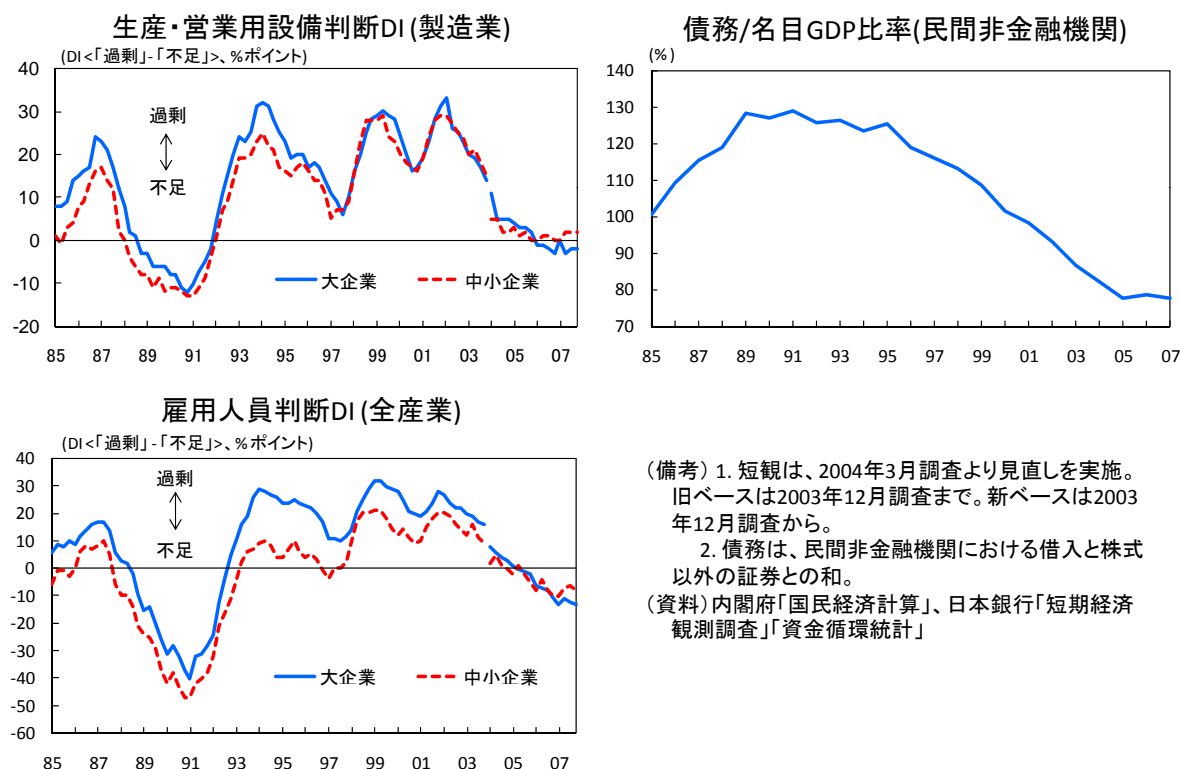 生産・営業用設備判断DI(製造業)
(DI<「過剰」-「不足」>、%ポイント)
40
30
20
10
0
-10
-20
過剰
不足
大企業
中小企業
85 87 89 91 93 95 97 99 01 03 05 07
債務/名目GDP比率(民間非金融機関)
(%)
140
130
120
110
100
90
80
70
85 87 89 91 93 95 97 99 01 03 05 07
雇用人員判断DI(全産業)
(DI<「過剰」-「不足」>、%ポイント)
40
30
20
10
0
-10
-20
-30
-40
-50
-60
過剰
不足
大企業
中小企業
85 87 89 91 93 95 97 99 01 03 05 07
(備考) 1. 短観は、2004年3月調査より見直しを実施。
旧ベースは2003年12月調査まで。新ベースは2003
年12月調査から。
2. 債務は、民間非金融機関における借入と株式
以外の証券との和。
(資料)内閣府「国民経済計算」、日本銀行「短期経済
観測調査」「資金循環統計」